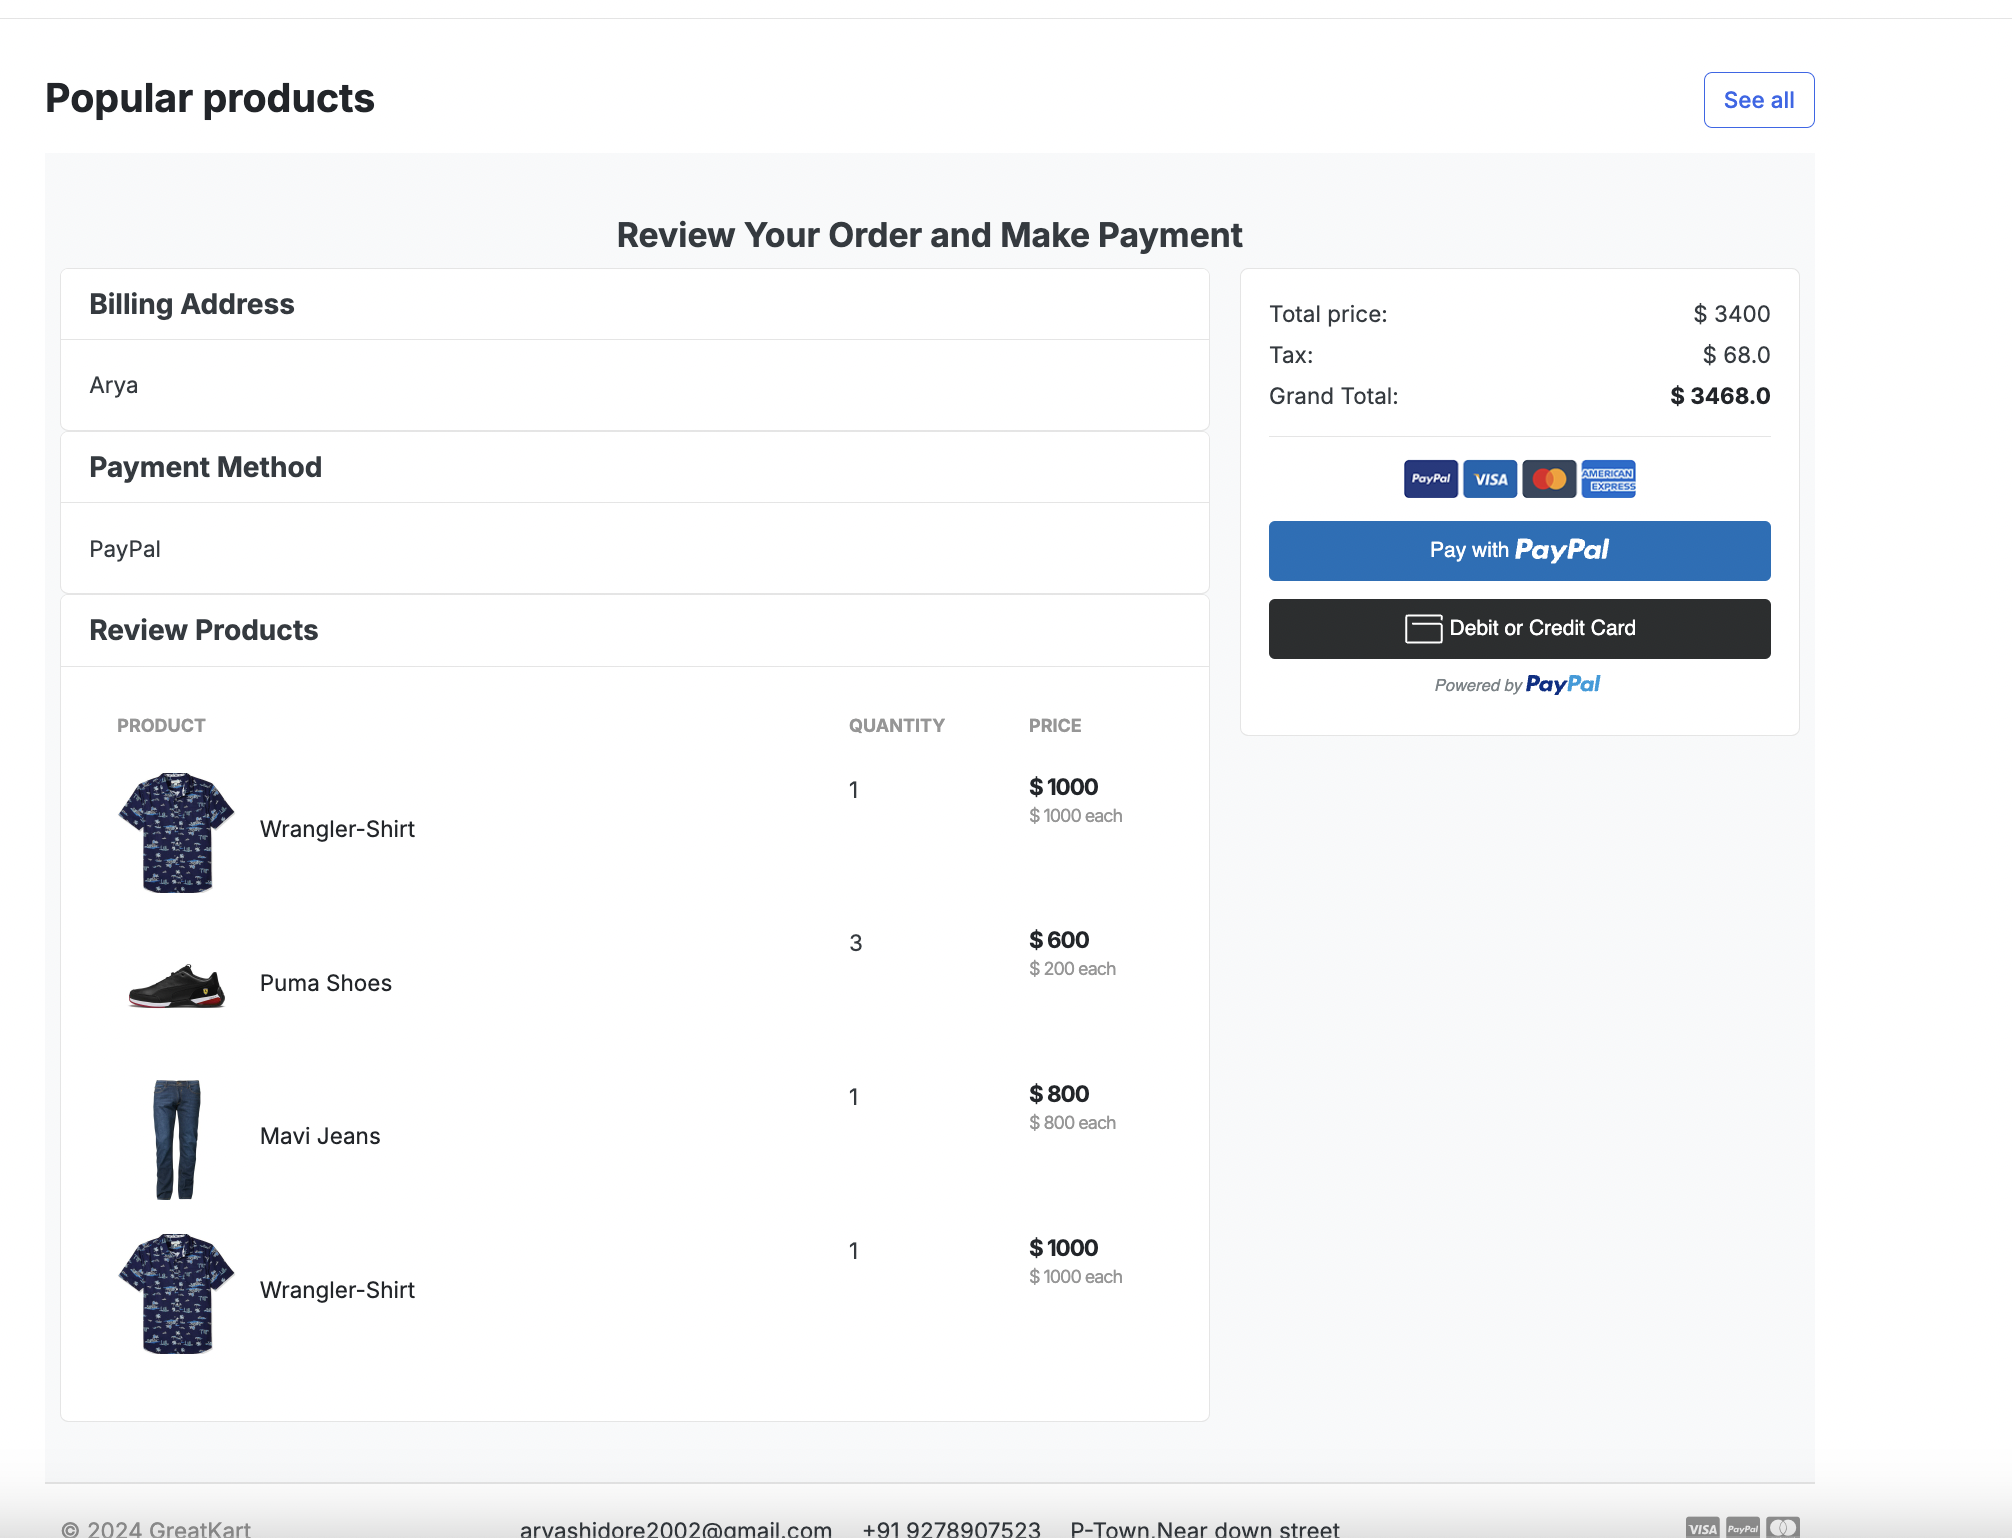 Popular products
See all
Review Your Order and Make Payment
Billing Address
Arya
Payment Method
PayPal
Review Products
PRODUCT QUANTITY PRICE
Wrangler-Shirt 1 $ 1000
$ 1000 each
Puma Shoes 3 $ 600
$ 200 each
Mavi Jeans 1 $ 800
$ 800 each
Wrangler-Shirt 1 $ 1000
$ 1000 each
Total price: $ 3400
Tax: $ 68.0
Grand Total: $ 3468.0
PayPal VISA AMERICAN EXPRESS
Pay with PayPal
Debit or Credit Card
Powered by PayPal
© 2024 GreatKart aryashidore2002@gmail.com +91 9278907523 P-Town,Near down street VISA PayPal